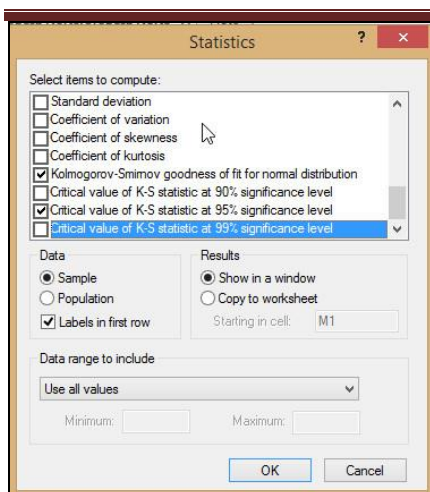 Statistics
?
×
Select items to compute:
Standard deviation
Coefficient of variation
Coefficient of skewness
Coefficient of kurtosis
Kolmogorov-Smirnov goodness of fit for normal distribution
Critical value of K-S statistic at 90% significance level
Critical value of K-S statistic at 95% significance level
Critical value of K-S statistic at 99% significance level
Data
Sample
Population
Labels in first row
Results
Show in a window
Copy to worksheet
Starting in cell: M1
Data range to include
Use all values
Minimum: Maximum:
OK Cancel